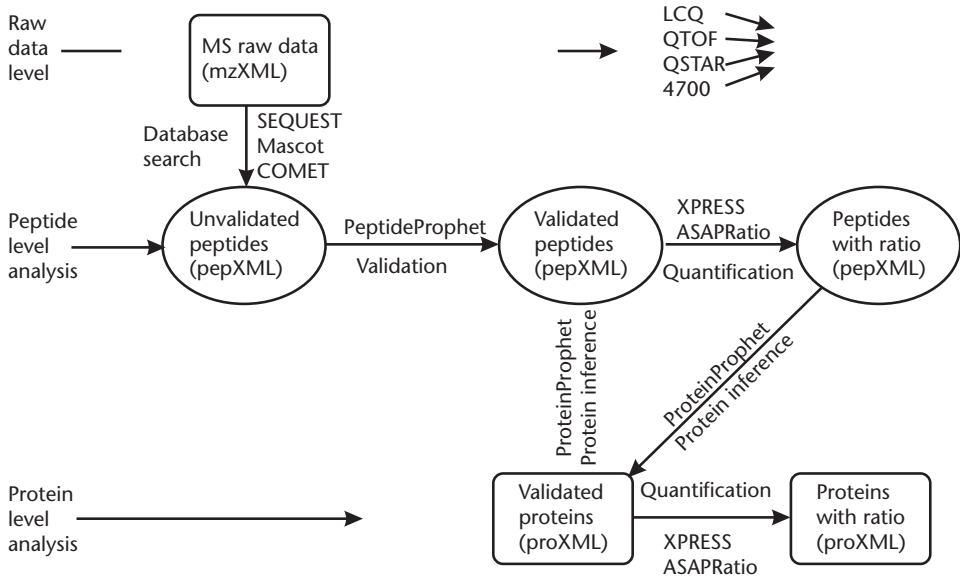 Raw
data
level
MS raw data
(mzXML)
LCQ
QTOF
QSTAR
4700
Database
search
SEQUEST
Mascot
COMET
Peptide
level
analysis
Unvalidated
peptides
(pepXML)
PeptideProphet
Validation
Validated
peptides
(pepXML)
XPRESS
ASAPRatio
Quantification
Peptides
with ratio
(pepXML)
ProteinProphet
Protein inference
ProteinProphet
Protein inference
Protein
level
analysis
Validated
proteins
(proXML)
Quantification
XPRESS
ASAPRatio
Proteins
with ratio
(proXML)